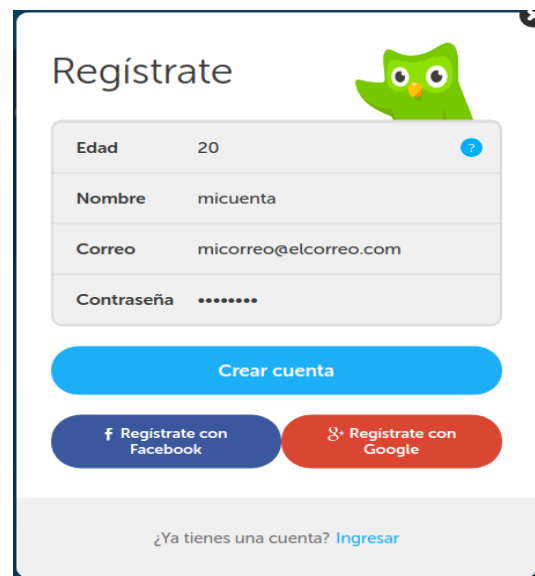 Regístrate
Edad 20 ?
Nombre micuenta
Correo micorreo@elcorreo.com
Contraseña ••••••••
Crear cuenta
f Regístrate con Facebook
g+ Regístrate con Google
¿Ya tienes una cuenta? Ingresar